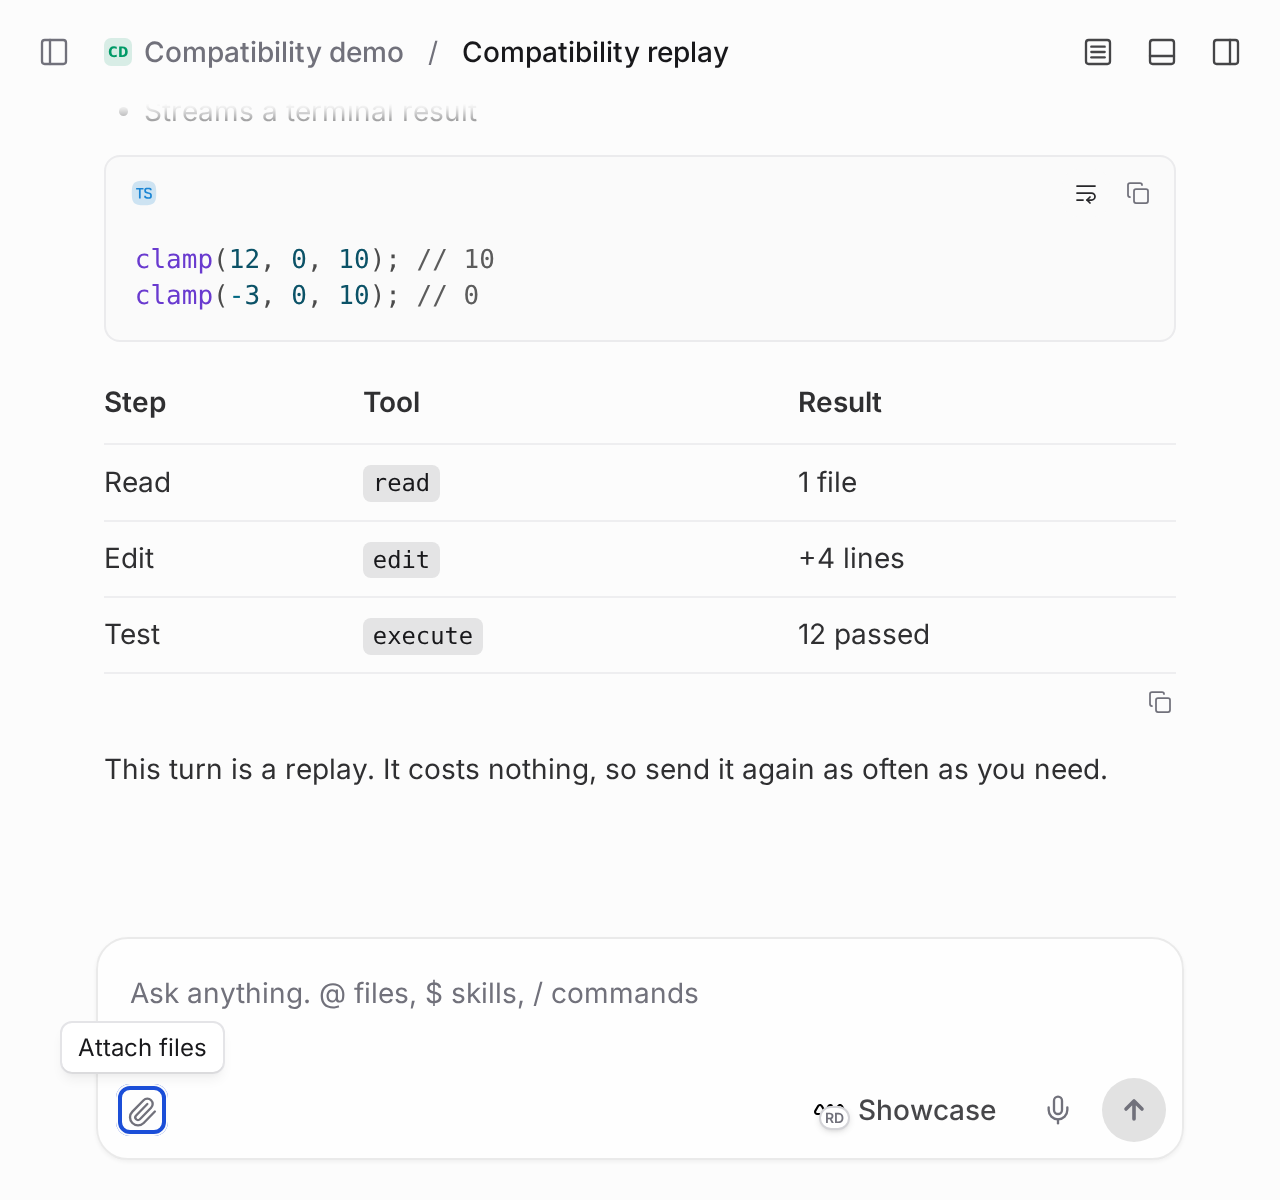 CD Compatibility demo / Compatibility replay
• Streams a terminal result
TS
clamp(12, 0, 10); // 10
clamp(-3, 0, 10); // 0
Step Tool Result
Read read 1 file
Edit edit +4 lines
Test execute 12 passed
This turn is a replay. It costs nothing, so send it again as often as you need.
Ask anything. @ files, $ skills, / commands
Attach files
RD Showcase